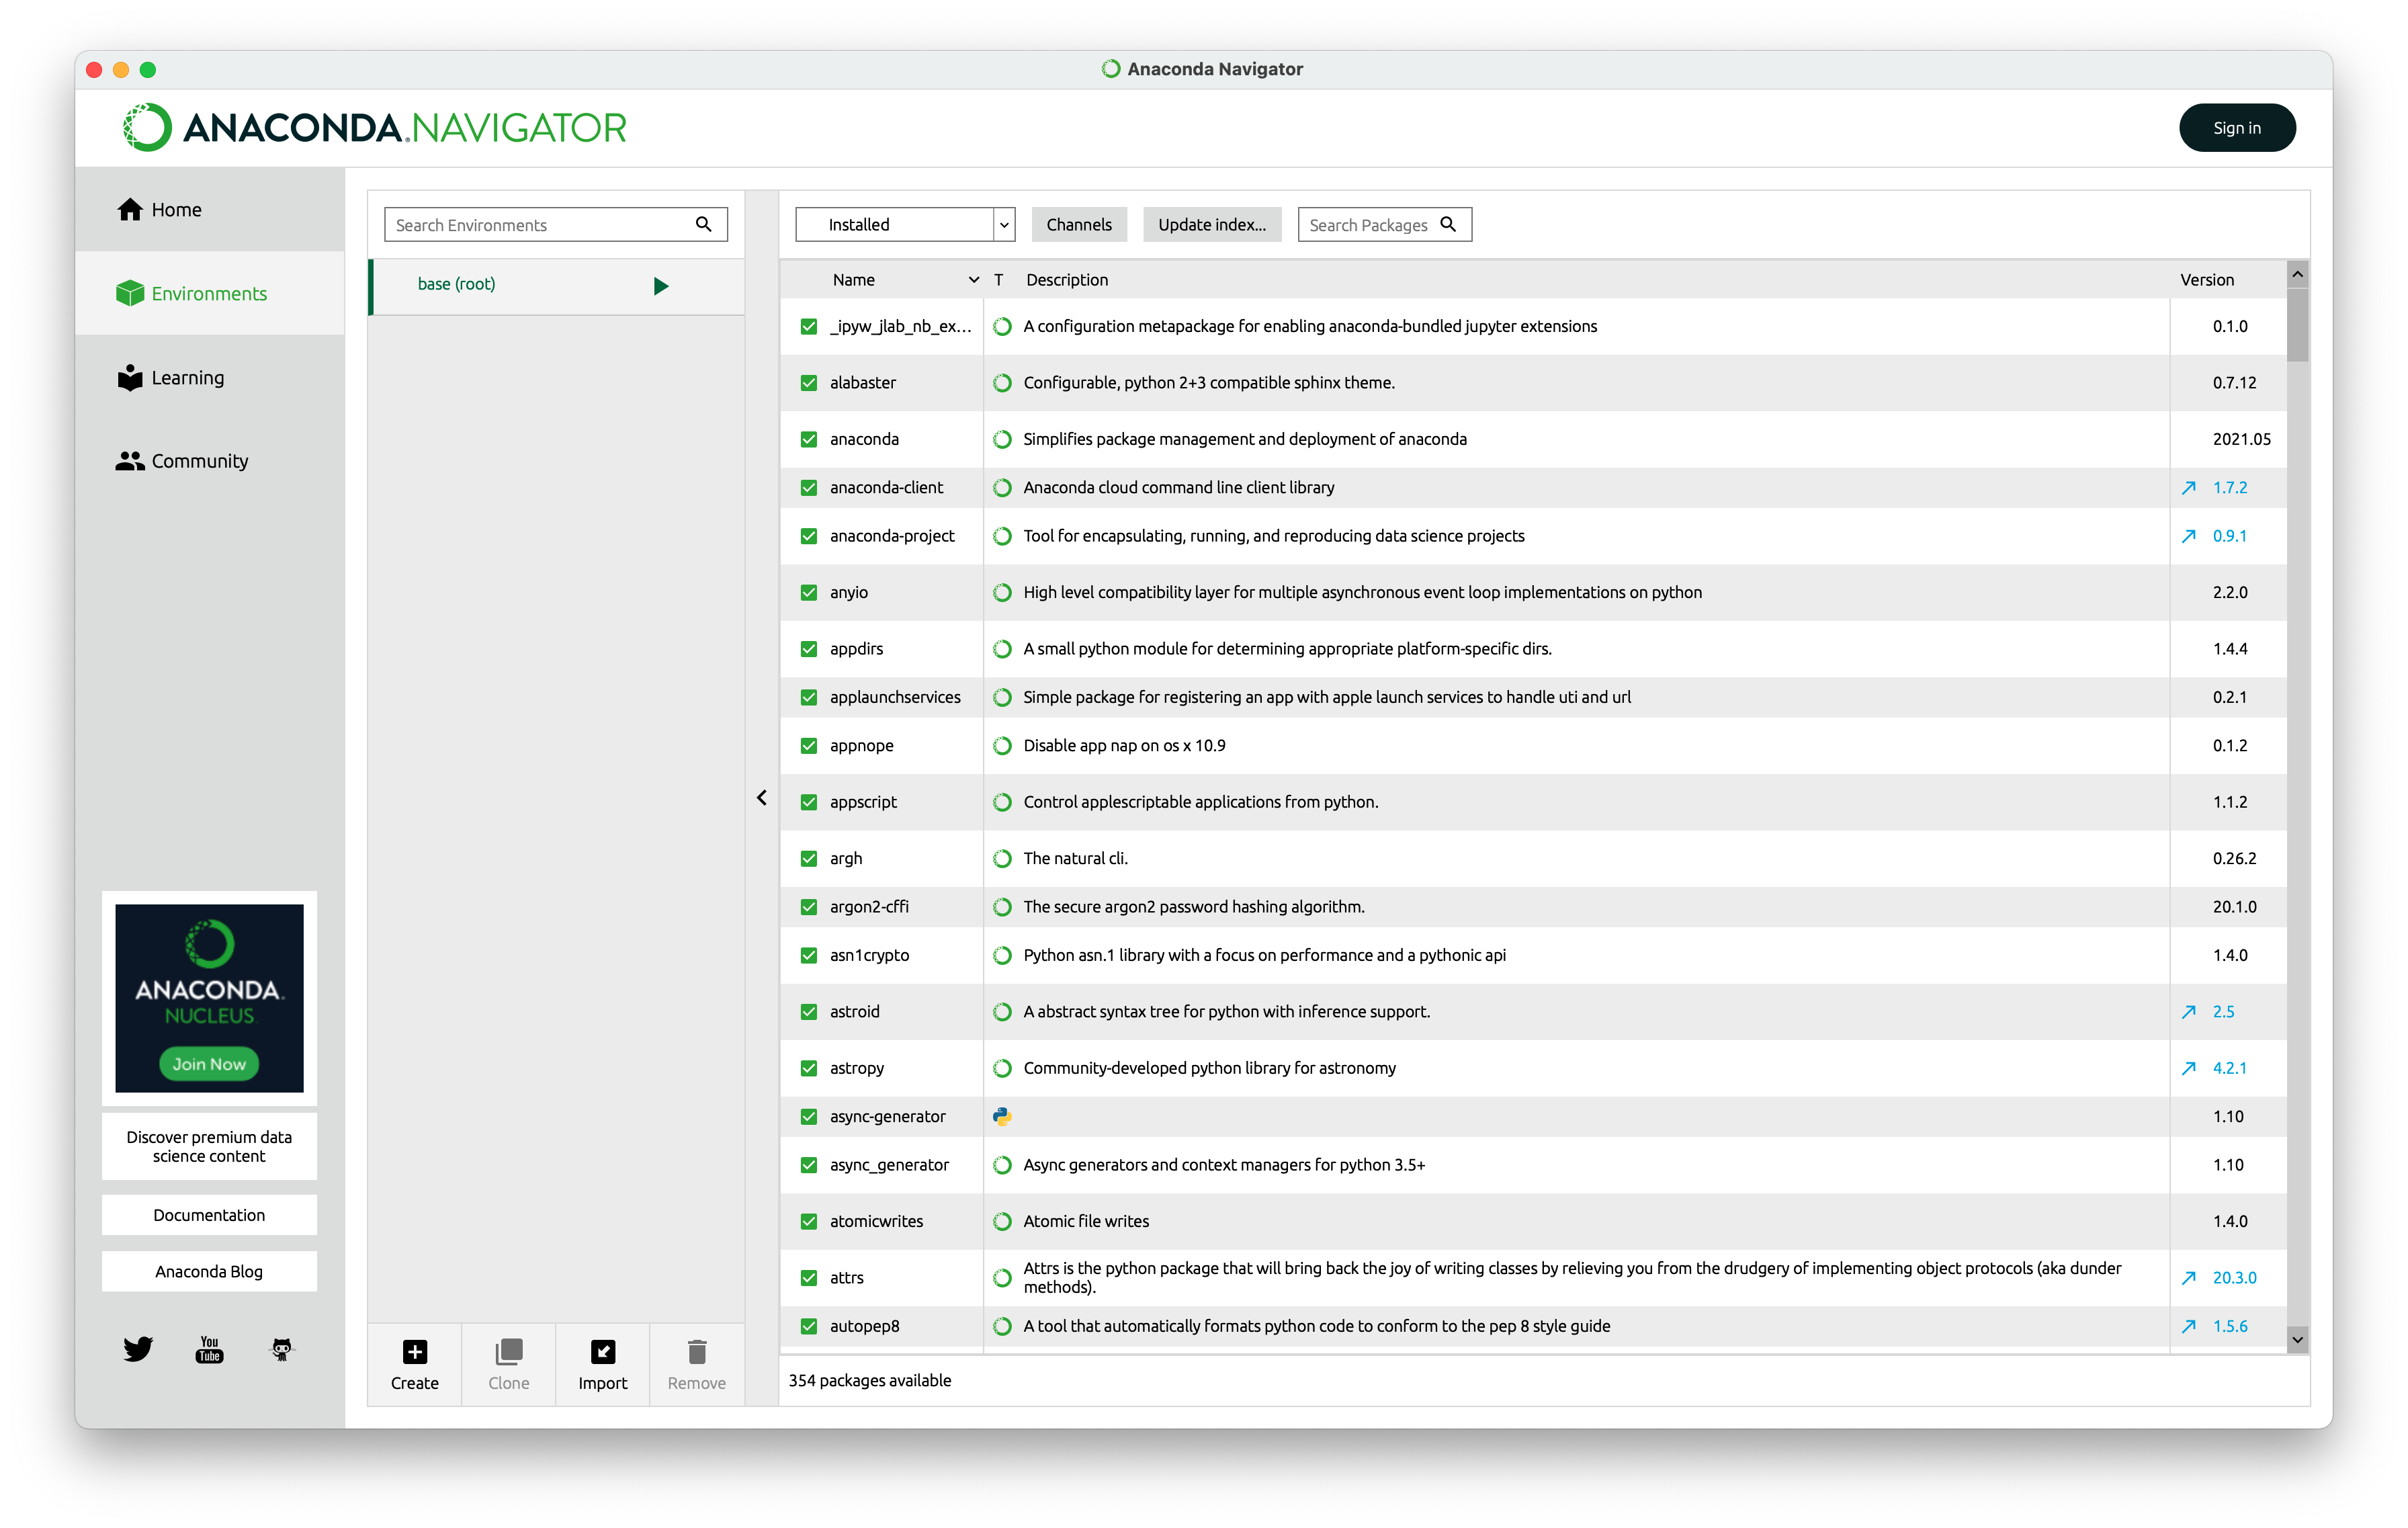 Anaconda Navigator
ANACONDA.NAVIGATOR
Sign in
Home
Environments
Learning
Community
ANACONDA.
NUCLEUS
Join Now
Discover premium data
science content
Documentation
Anaconda Blog
You
Tube
Search Environments
base (root)
Create
Clone
Import
Remove
Installed
Channels
Update index...
Search Packages
Name T Description Version
_ipyw_jlab_nb_ex... A configuration metapackage for enabling anaconda-bundled jupyter extensions 0.1.0
alabaster Configurable, python 2+3 compatible sphinx theme. 0.7.12
anaconda Simplifies package management and deployment of anaconda 2021.05
anaconda-client Anaconda cloud command line client library 1.7.2
anaconda-project Tool for encapsulating, running, and reproducing data science projects 0.9.1
anyio High level compatibility layer for multiple asynchronous event loop implementations on python 2.2.0
appdirs A small python module for determining appropriate platform-specific dirs. 1.4.4
applaunchservices Simple package for registering an app with apple launch services to handle uti and url 0.2.1
appnope Disable app nap on os x 10.9 0.1.2
appscript Control applescriptable applications from python. 1.1.2
argh The natural cli. 0.26.2
argon2-cffi The secure argon2 password hashing algorithm. 20.1.0
asn1crypto Python asn.1 library with a focus on performance and a pythonic api 1.4.0
astroid A abstract syntax tree for python with inference support. 2.5
astropy Community-developed python library for astronomy 4.2.1
async-generator 1.10
async_generator Async generators and context managers for python 3.5+ 1.10
atomicwrites Atomic file writes 1.4.0
attrs Attrs is the python package that will bring back the joy of writing classes by relieving you from the drudgery of implementing object protocols (aka dunder 20.3.0
methods).
autopep8 A tool that automatically formats python code to conform to the pep 8 style guide 1.5.6
354 packages available